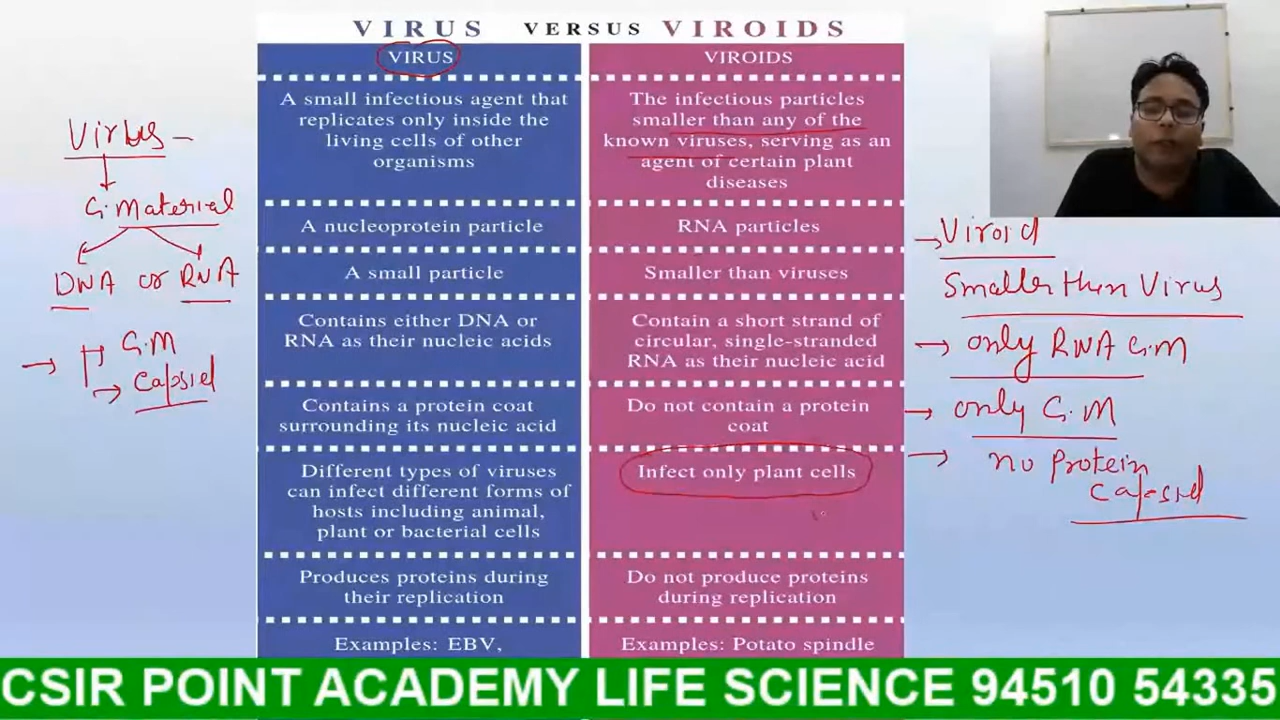 VIRUS VERSUS VIROIDS
VIRUS
A small infectious agent that
replicates only inside the
living cells of other
organisms
A nucleoprotein particle
A small particle
Contains either DNA or
RNA as their nucleic acids
Contains a protein coat
surrounding its nucleic acid
Different types of viruses
can infect different forms of
hosts including animal,
plant or bacterial cells
Produces proteins during
their replication
Examples: EBV,
VIROIDS
The infectious particles
smaller than any of the
known viruses, serving as an
agent of certain plant
diseases
RNA particles
Smaller than viruses
Contain a short strand of
circular, single-stranded
RNA as their nucleic acid
Do not contain a protein
coat
Infect only plant cells
Do not produce proteins
during replication
Examples: Potato spindle
Virus -
G.Material
DNA or RNA
G.M
Capsid
Viroid
Smaller then Virus
only RNA G.M
only G.M
no protein
capsid
CSIR POINT ACADEMY LIFE SCIENCE 94510 54335